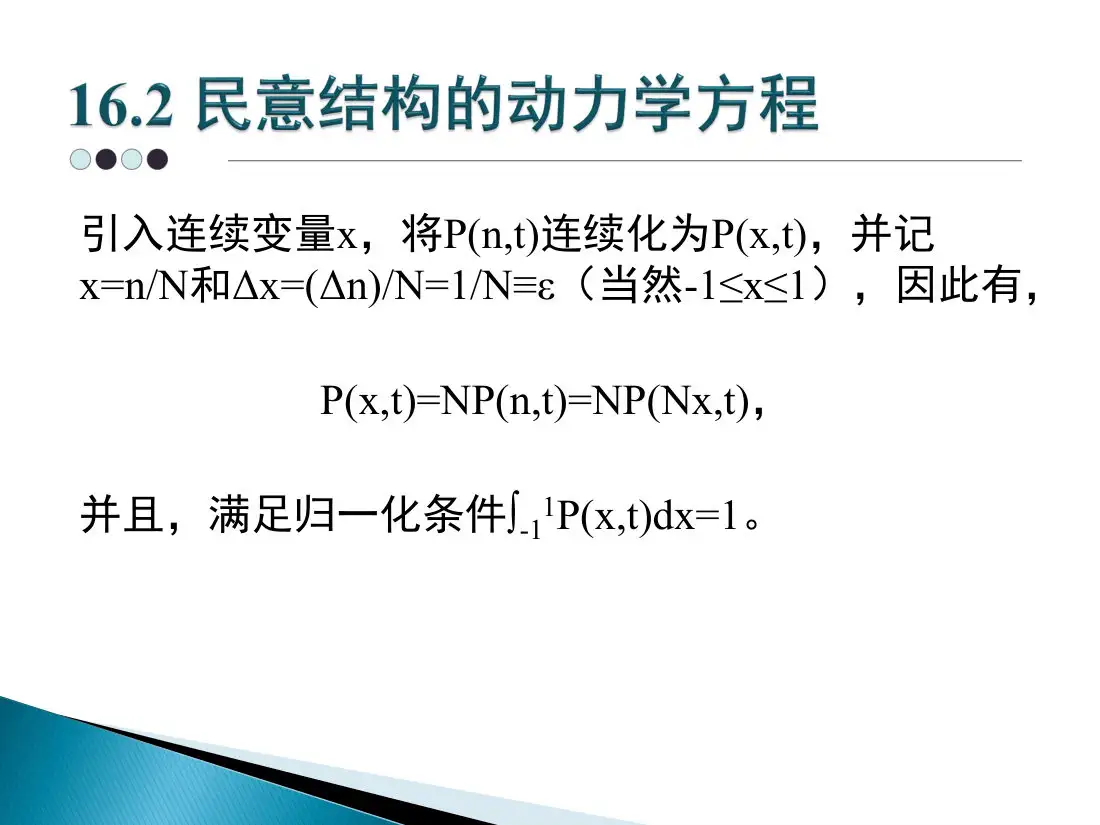 16.2 民意结构的动力学方程
引入连续变量x，将P(n,t)连续化为P(x,t)，并记
x=n/N和Δx=(Δn)/N=1/N≡ε（当然-1≤x≤1），因此有，
P(x,t)=NP(n,t)=NP(Nx,t)，
并且，满足归一化条件∫₋₁¹P(x,t)dx=1。